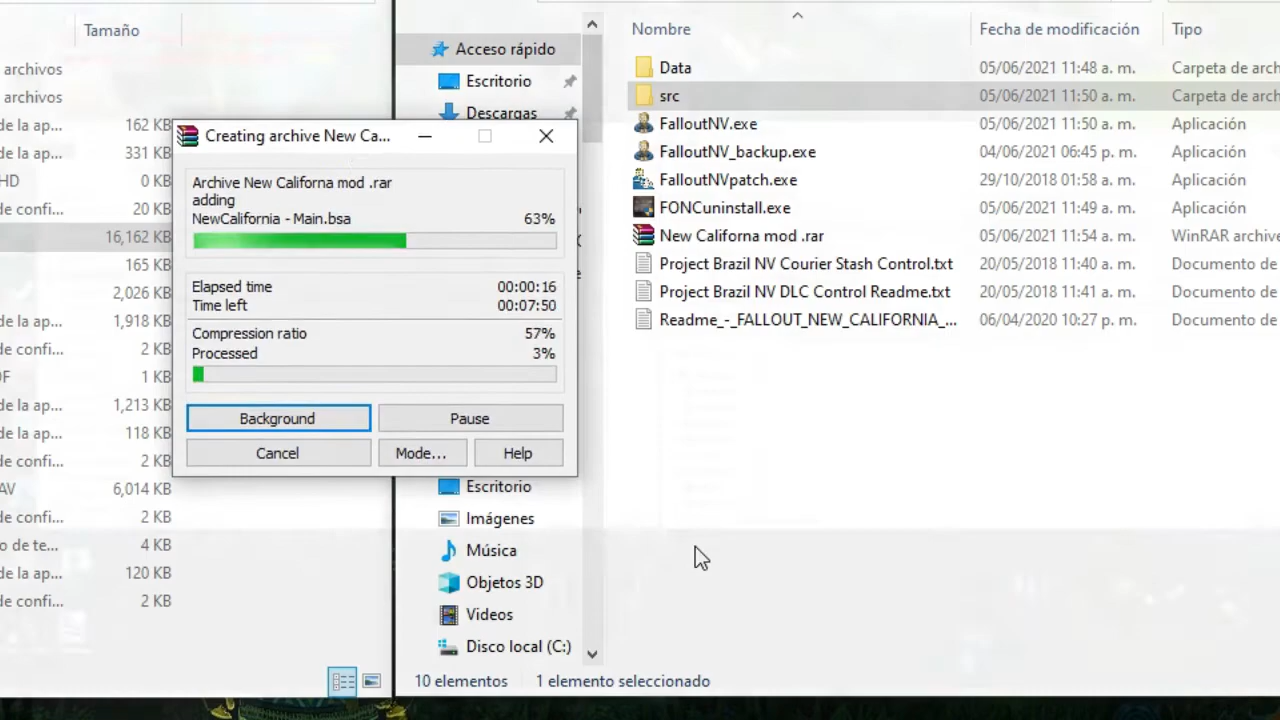 Tamaño
archivos
archivos
de la ap... 162 KB
de la ap... 331 KB
HD 0 KB
de confi... 20 KB
16,162 KB
165 KB
2,026 KB
de la ap... 1,918 KB
de confi... 2 KB
1 KB
de la ap... 1,213 KB
de la ap... 118 KB
de confi... 2 KB
AV 6,014 KB
de confi... 2 KB
o de te... 4 KB
de la ap... 120 KB
de confi... 2 KB
Creating archive New Ca...
Archive New Californa mod .rar
adding
NewCalifornia - Main.bsa 63%
Elapsed time 00:00:16
Time left 00:07:50
Compression ratio 57%
Processed 3%
Background Pause
Cancel Mode... Help
Acceso rápido
Escritorio
Descargas
Escritorio
Imágenes
Música
Objetos 3D
Videos
Disco local (C:)
Nombre Fecha de modificación Tipo
Data 05/06/2021 11:48 a. m. Carpeta de arch
src 05/06/2021 11:50 a. m. Carpeta de arch
FalloutNV.exe 05/06/2021 11:50 a. m. Aplicación
FalloutNV_backup.exe 04/06/2021 06:45 p. m. Aplicación
FalloutNVpatch.exe 29/10/2018 01:58 a. m. Aplicación
FONCuninstall.exe 05/06/2021 11:49 a. m. Aplicación
New Californa mod .rar 05/06/2021 11:54 a. m. WinRAR archive
Project Brazil NV Courier Stash Control.txt 20/05/2018 11:40 a. m. Documento de
Project Brazil NV DLC Control Readme.txt 20/05/2018 11:41 a. m. Documento de
Readme_-_FALLOUT_NEW_CALIFORNIA_... 06/04/2020 10:27 p. m. Documento de
10 elementos 1 elemento seleccionado